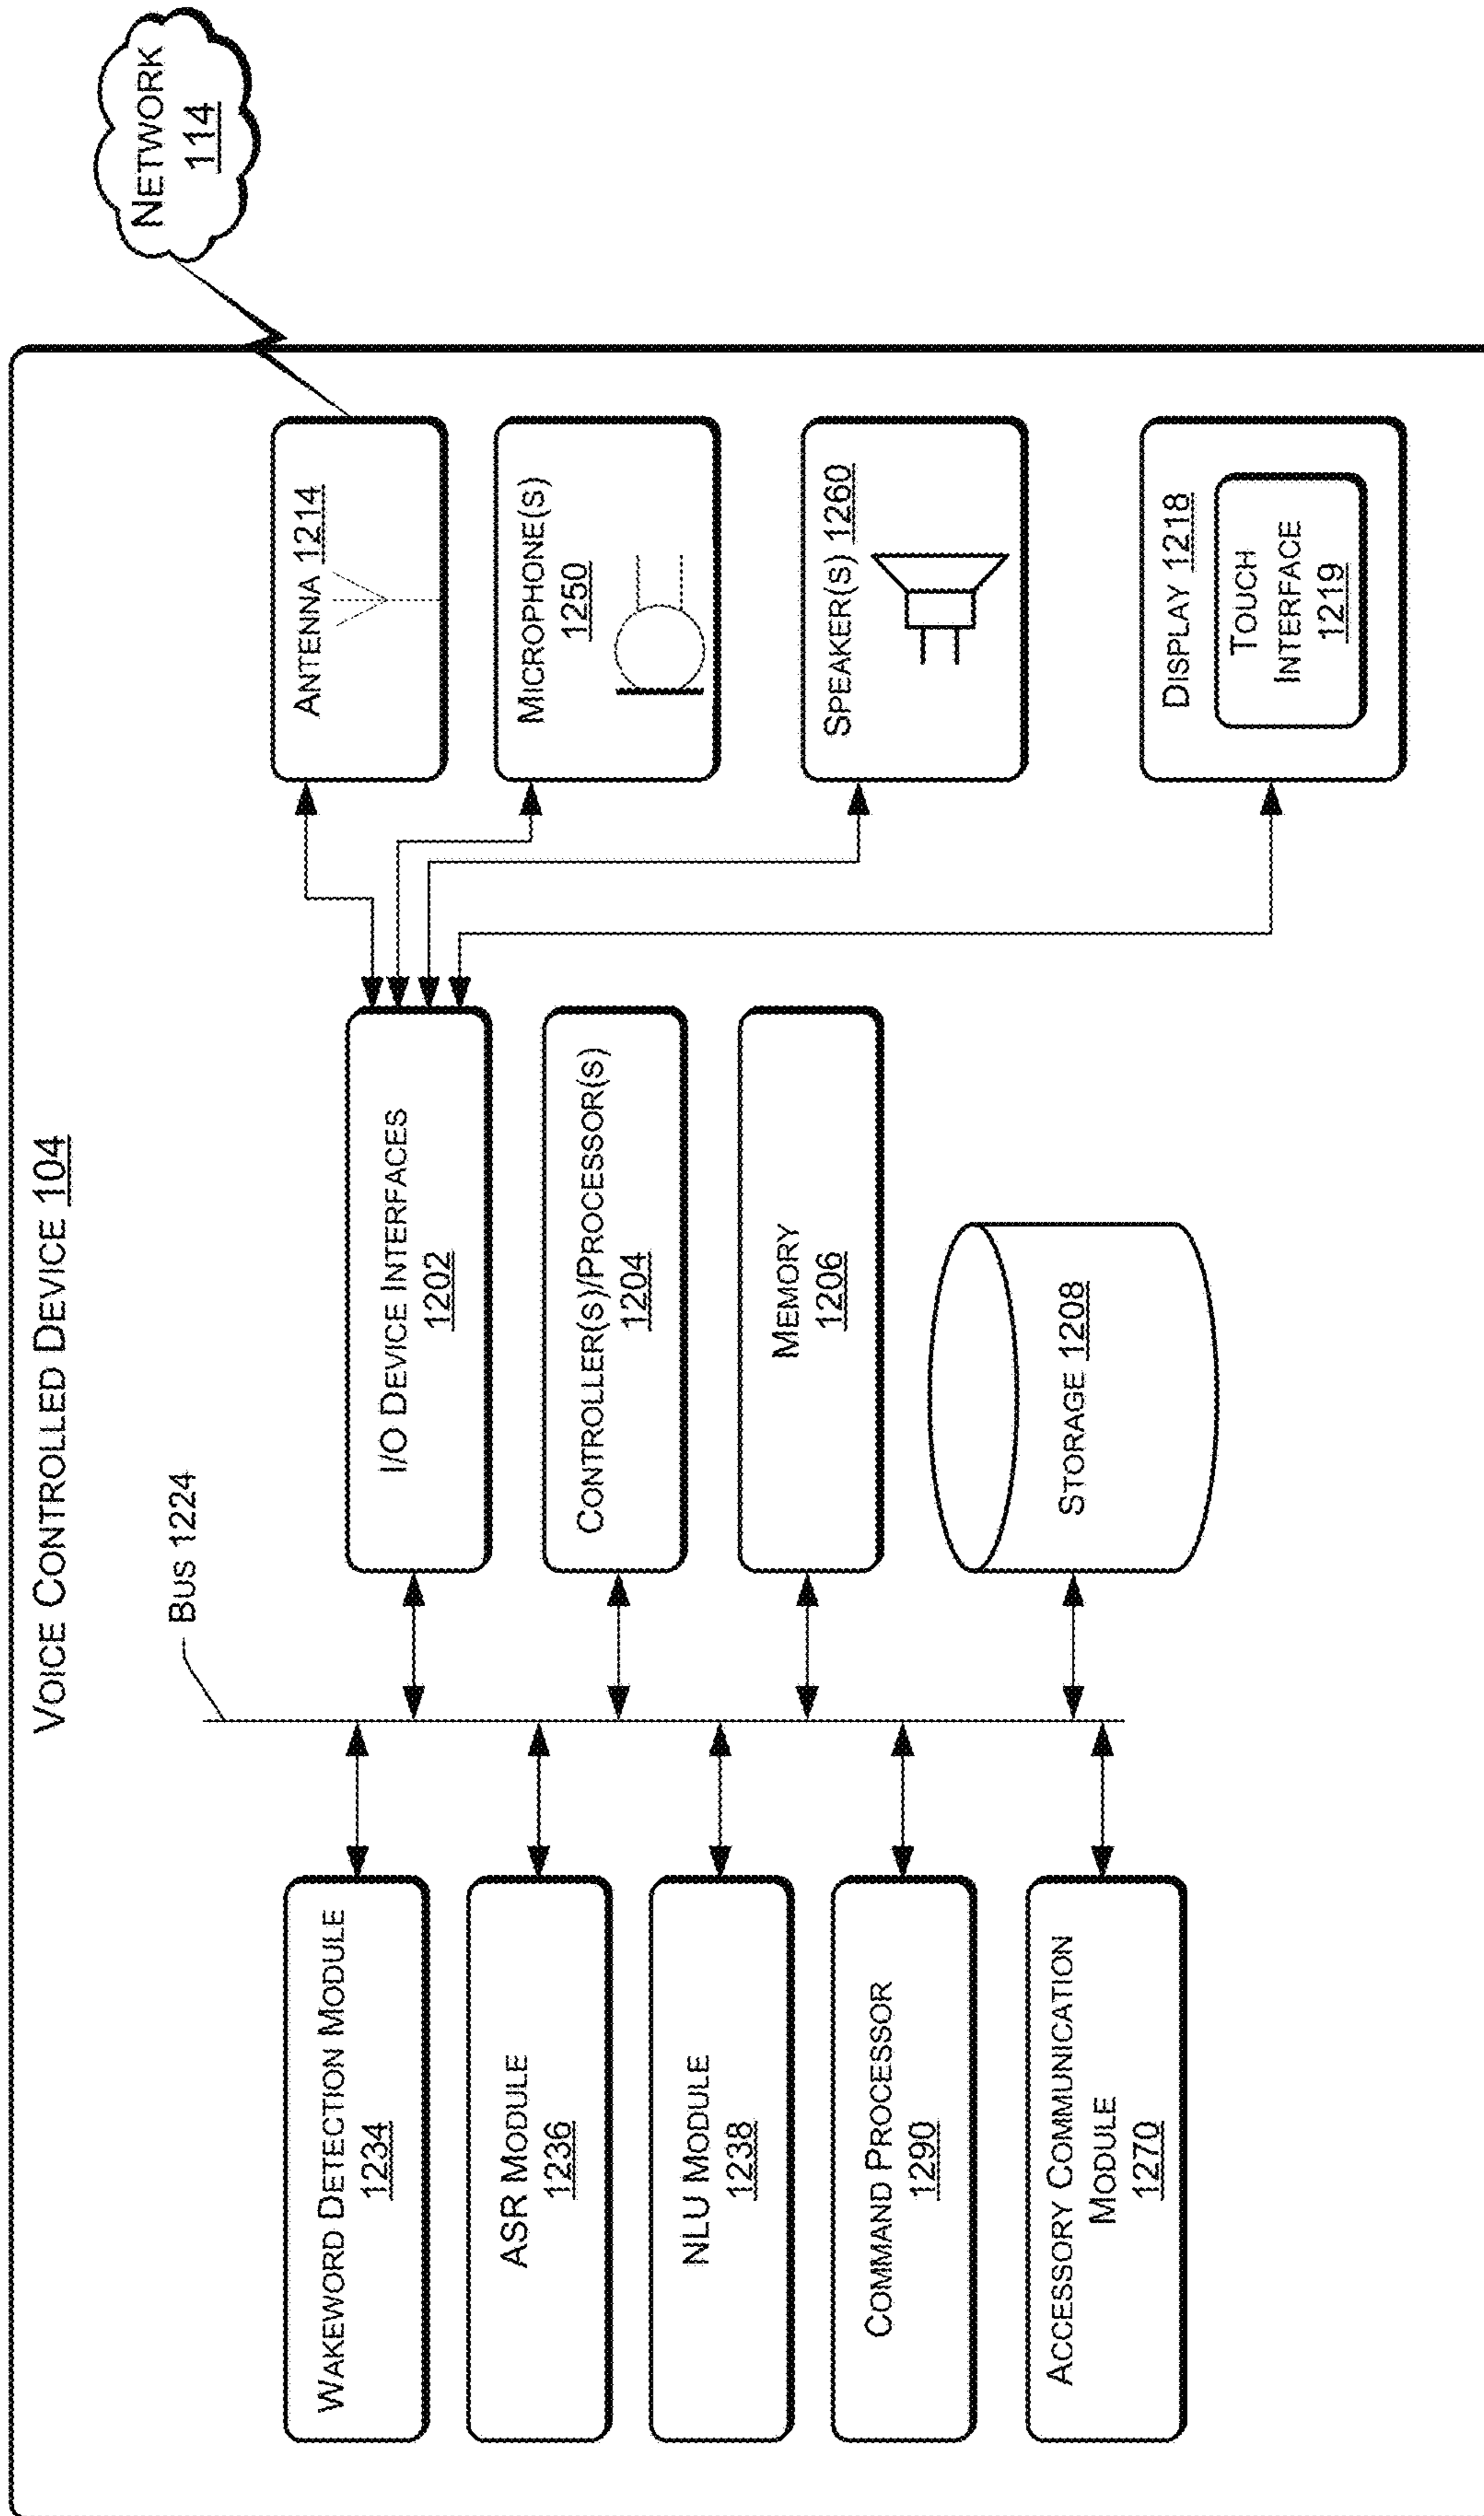 VOICE CONTROLLED DEVICE 104
BUS 1224
WAKEWORD DETECTION MODULE
1234
ASR MODULE
1236
NLU MODULE
1238
COMMAND PROCESSOR
1290
ACCESSORY COMMUNICATION
MODULE
1270
I/O DEVICE INTERFACES
1202
CONTROLLER(S)/PROCESSOR(S)
1204
MEMORY
1206
STORAGE 1208
ANTENNA 1214
MICROPHONE(S)
1250
SPEAKER(S) 1260
DISPLAY 1218
TOUCH
INTERFACE
1219
NETWORK
114